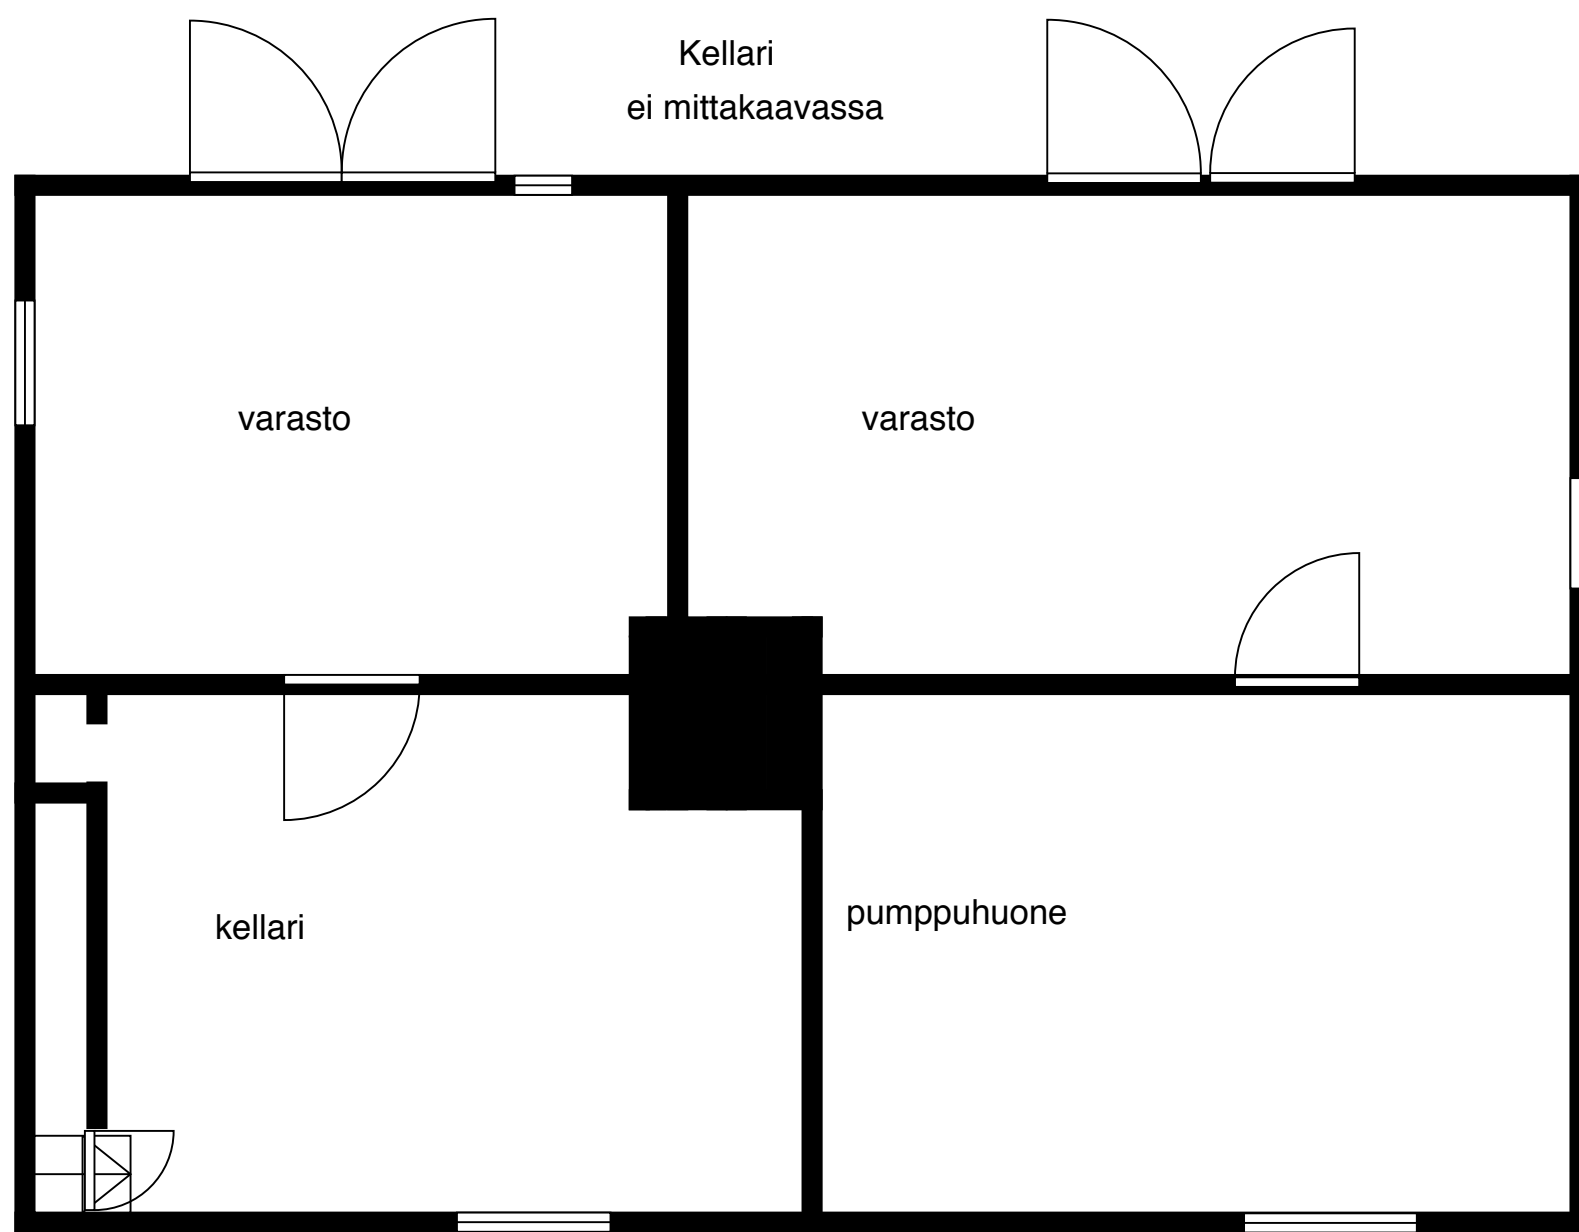 Kellari
ei mittakaavassa
varasto
varasto
kellari
pumppuhuone